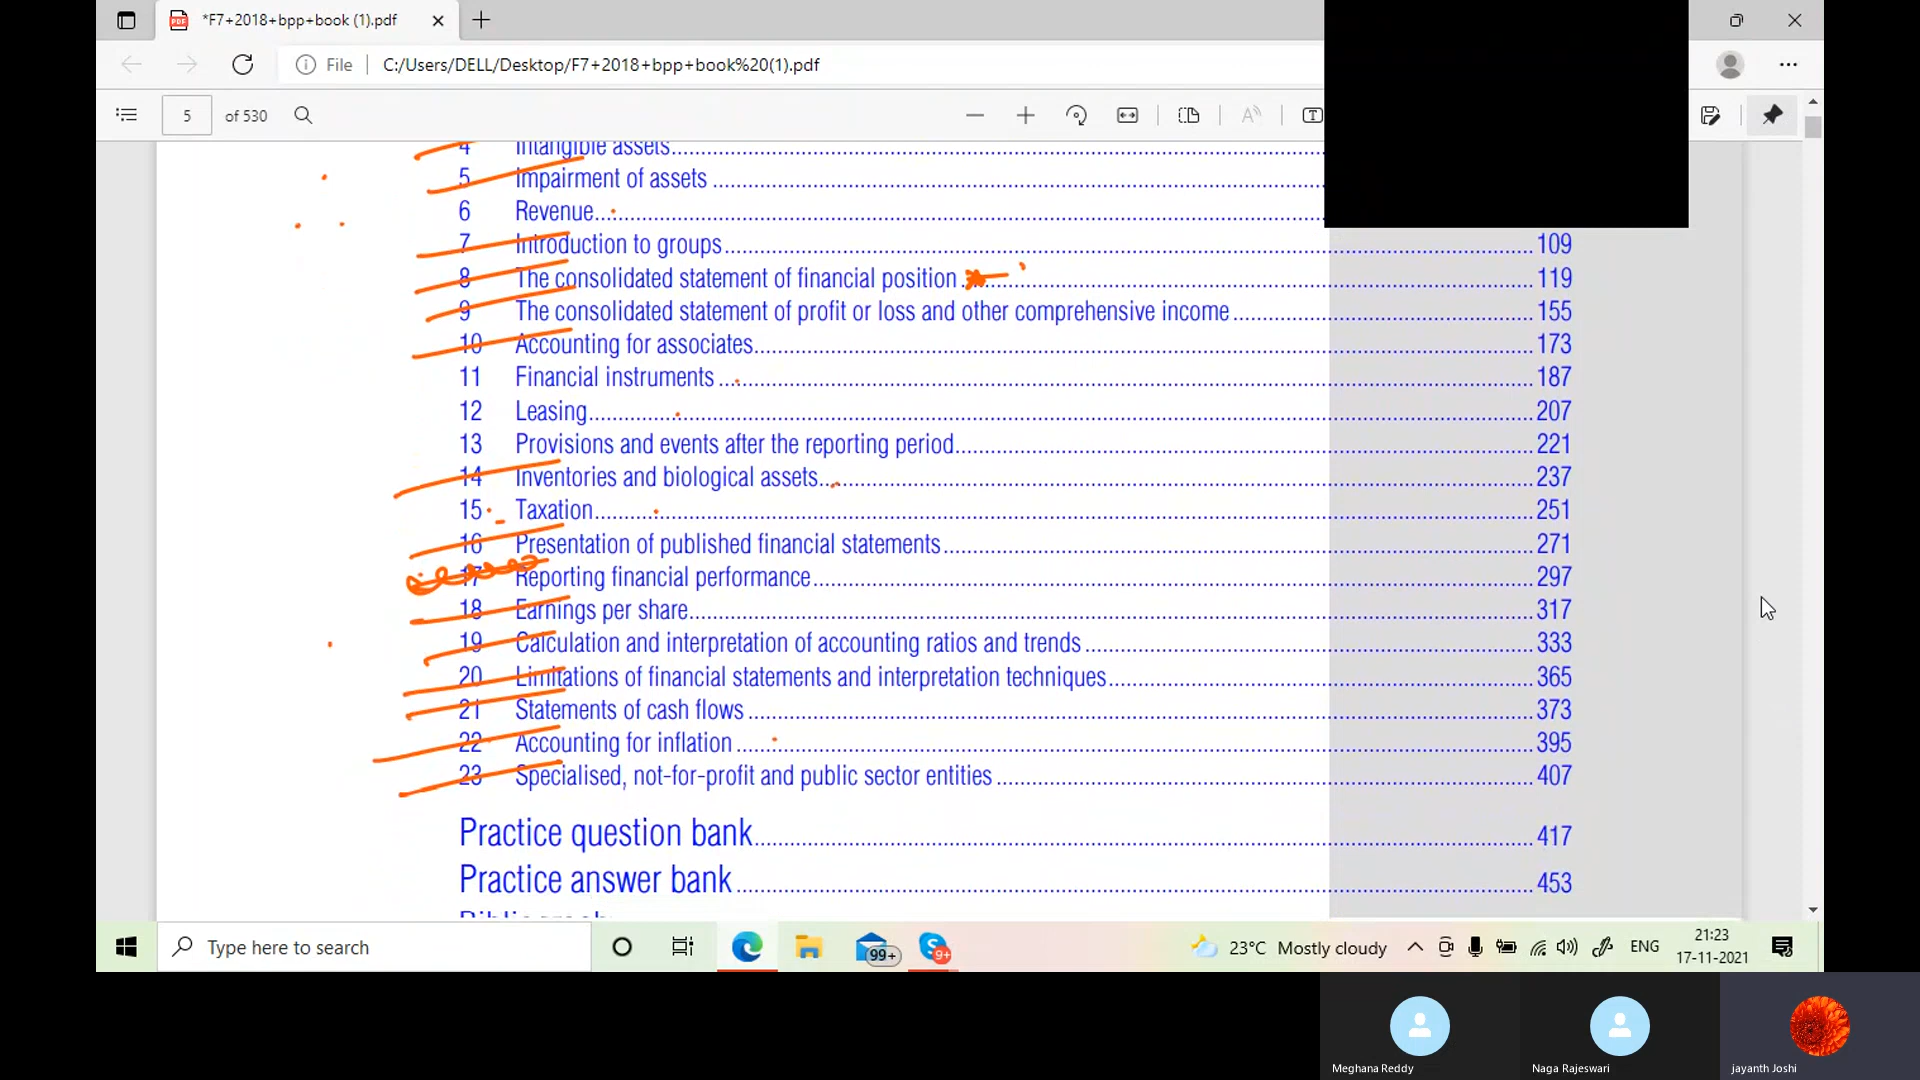 *F7+2018+bpp+book (1).pdf
File C:/Users/DELL/Desktop/F7+2018+bpp+book%20(1).pdf
5 of 530
4 Intangible assets
5 Impairment of assets
6 Revenue
7 Introduction to groups 109
8 The consolidated statement of financial position 119
9 The consolidated statement of profit or loss and other comprehensive income 155
10 Accounting for associates 173
11 Financial instruments 187
12 Leasing 207
13 Provisions and events after the reporting period 221
14 Inventories and biological assets 237
15 Taxation 251
16 Presentation of published financial statements 271
17 Reporting financial performance 297
18 Earnings per share 317
19 Calculation and interpretation of accounting ratios and trends 333
20 Limitations of financial statements and interpretation techniques 365
21 Statements of cash flows 373
22 Accounting for inflation 395
23 Specialised, not-for-profit and public sector entities 407
Practice question bank 417
Practice answer bank 453
Type here to search 99+ 9+ 23°C Mostly cloudy ENG 21:23
17-11-2021
Meghana Reddy Naga Rajeswari jayanth Joshi